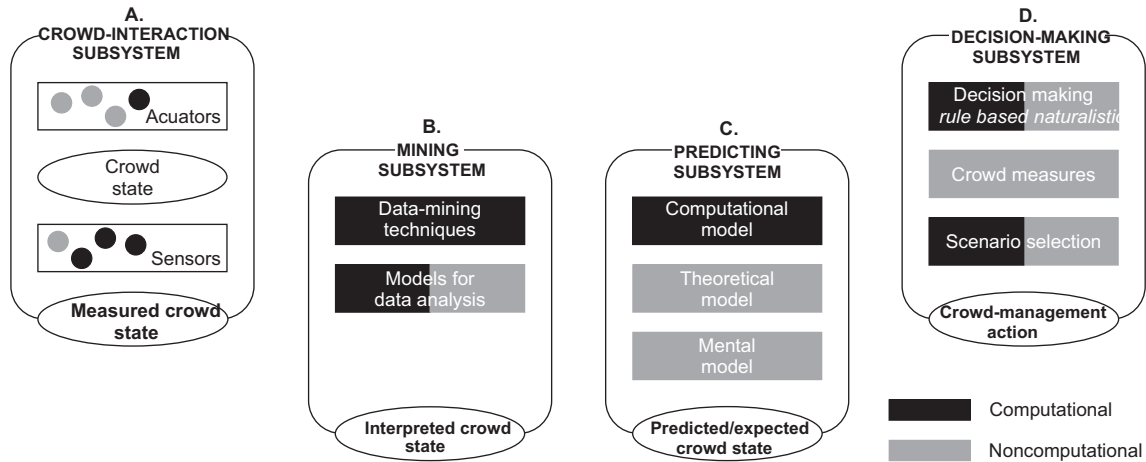 A.
CROWD-INTERACTION
SUBSYSTEM
Acuators
Crowd
state
Sensors
Measured crowd
state
B.
MINING
SUBSYSTEM
Data-mining
techniques
Models for
data analysis
Interpreted crowd
state
C.
PREDICTING
SUBSYSTEM
Computational
model
Theoretical
model
Mental
model
Predicted/expected
crowd state
D.
DECISION-MAKING
SUBSYSTEM
Decision making
rule based naturalistic
Crowd measures
Scenario selection
Crowd-management
action
Computational
Noncomputational